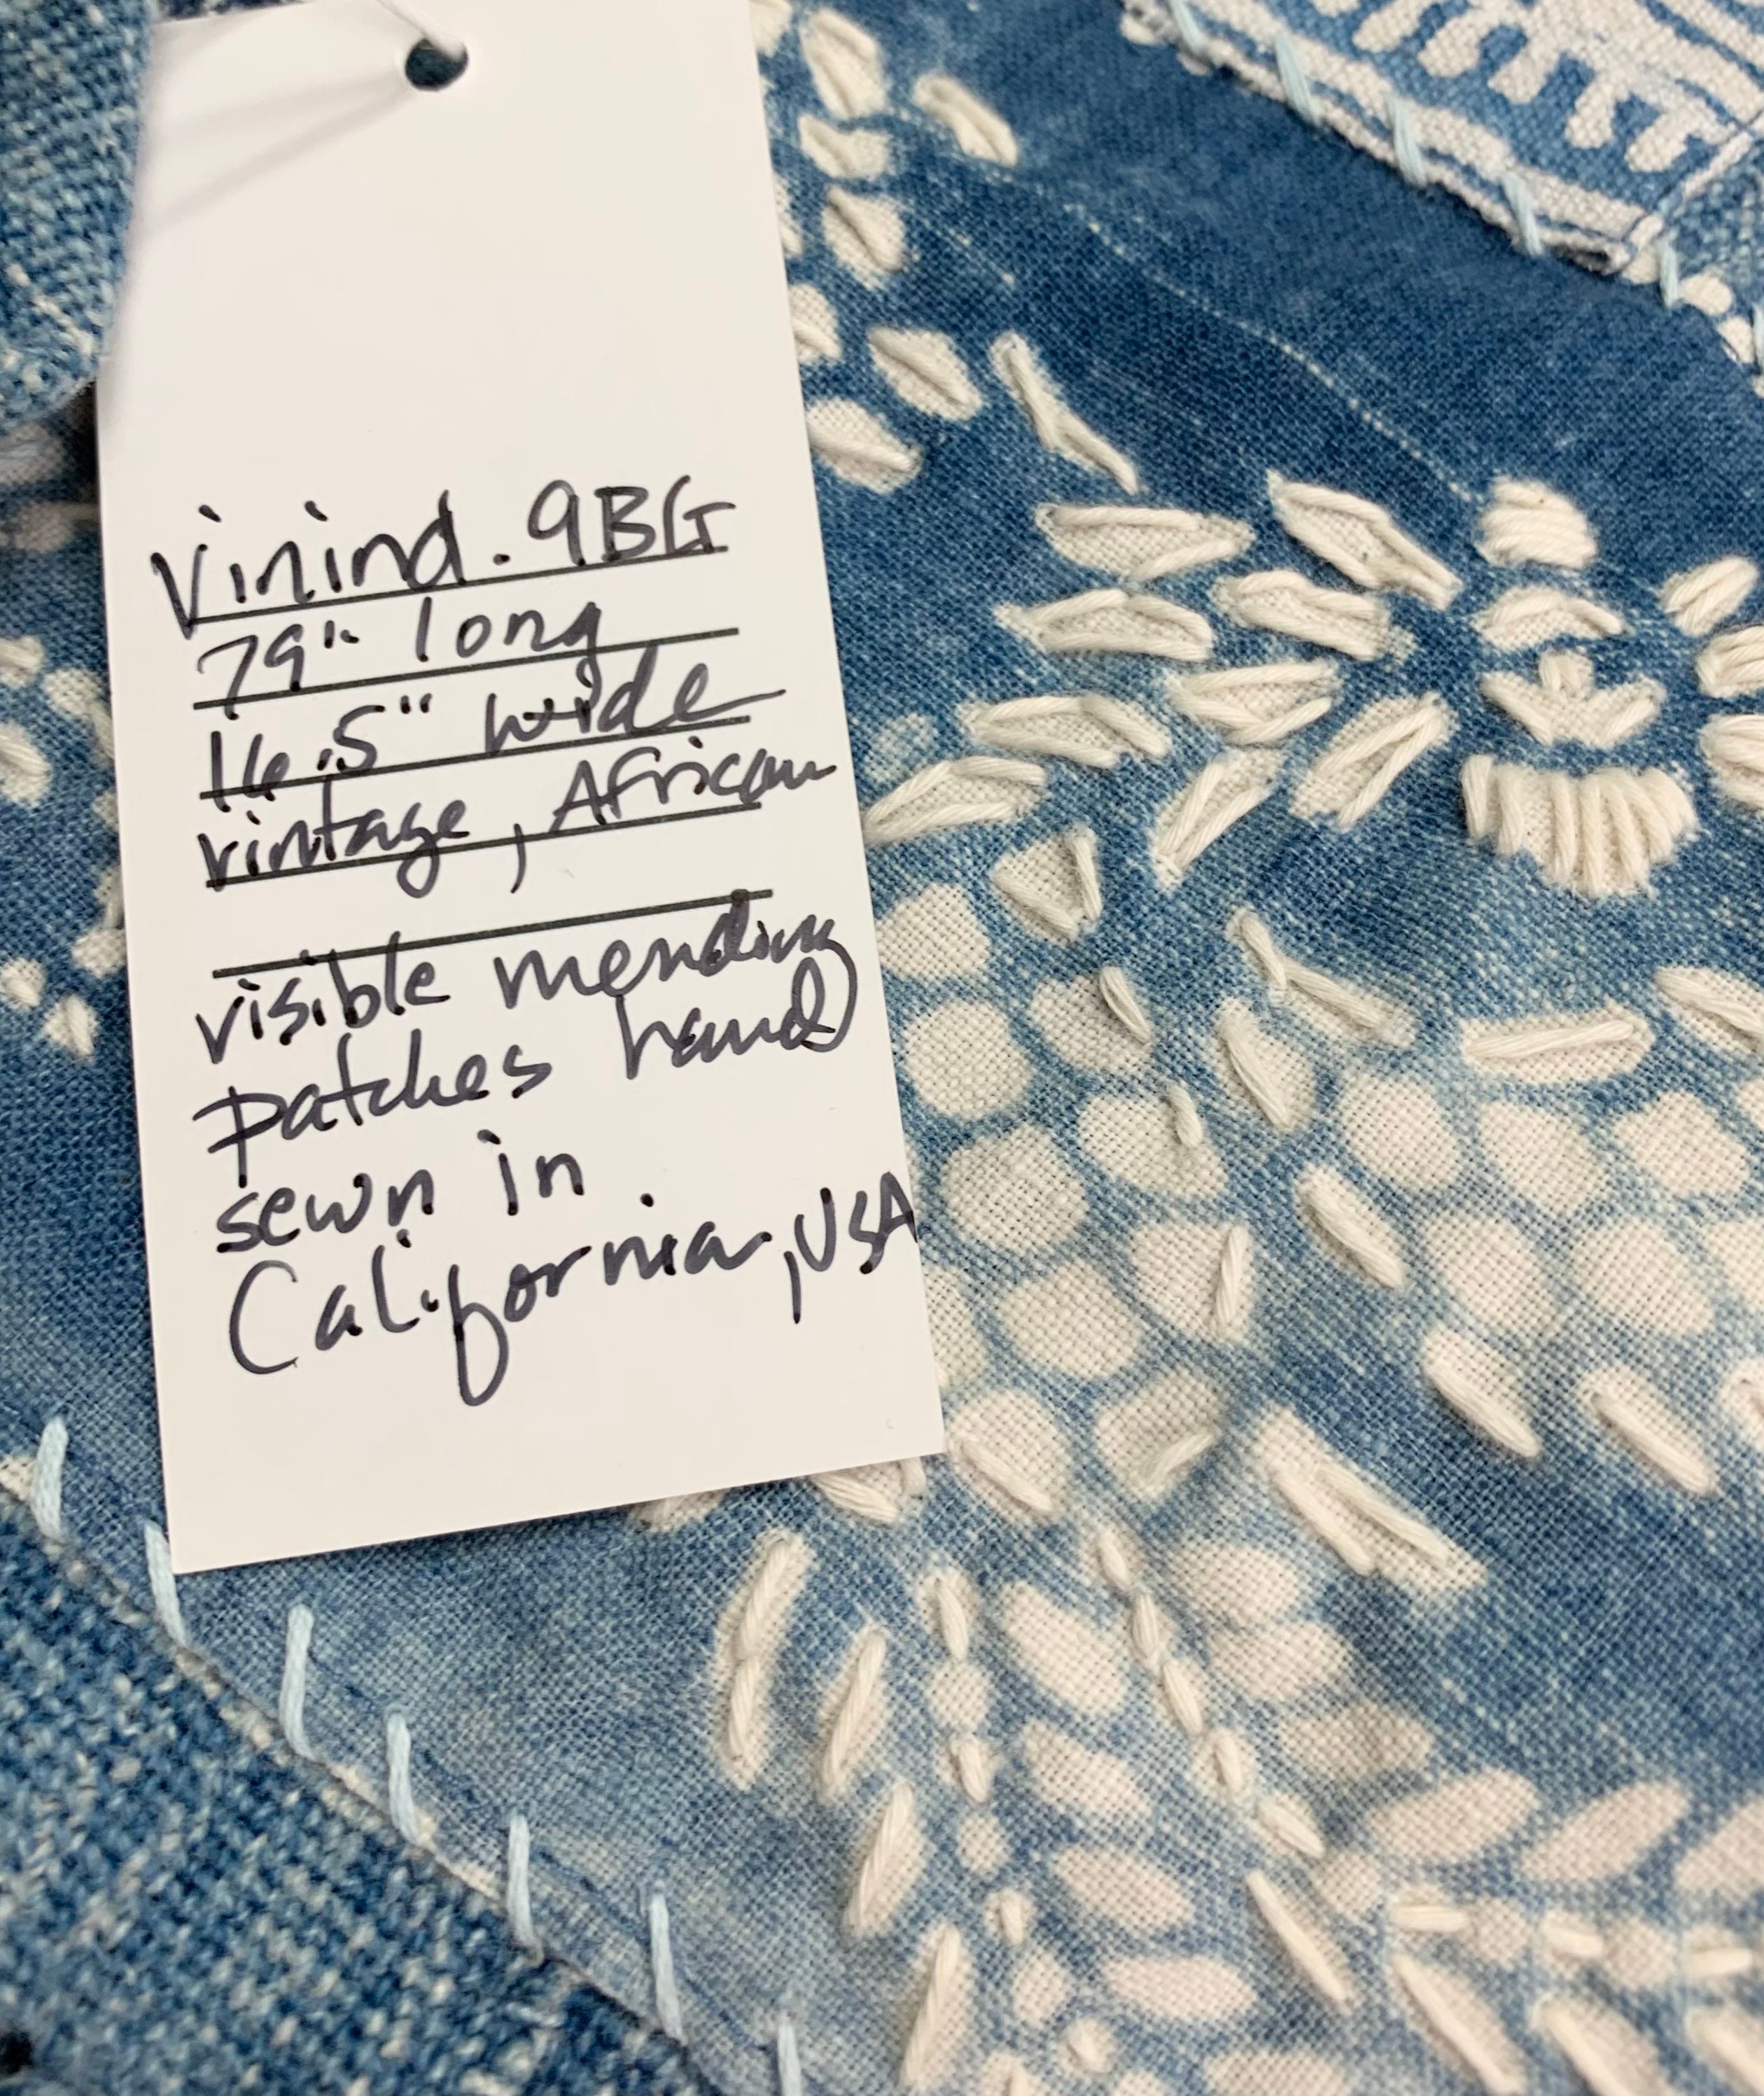 Vinind. 9BG
79" long
16.5" wide
vintage, African
visible mending
patches hand
sewn in
California, USA